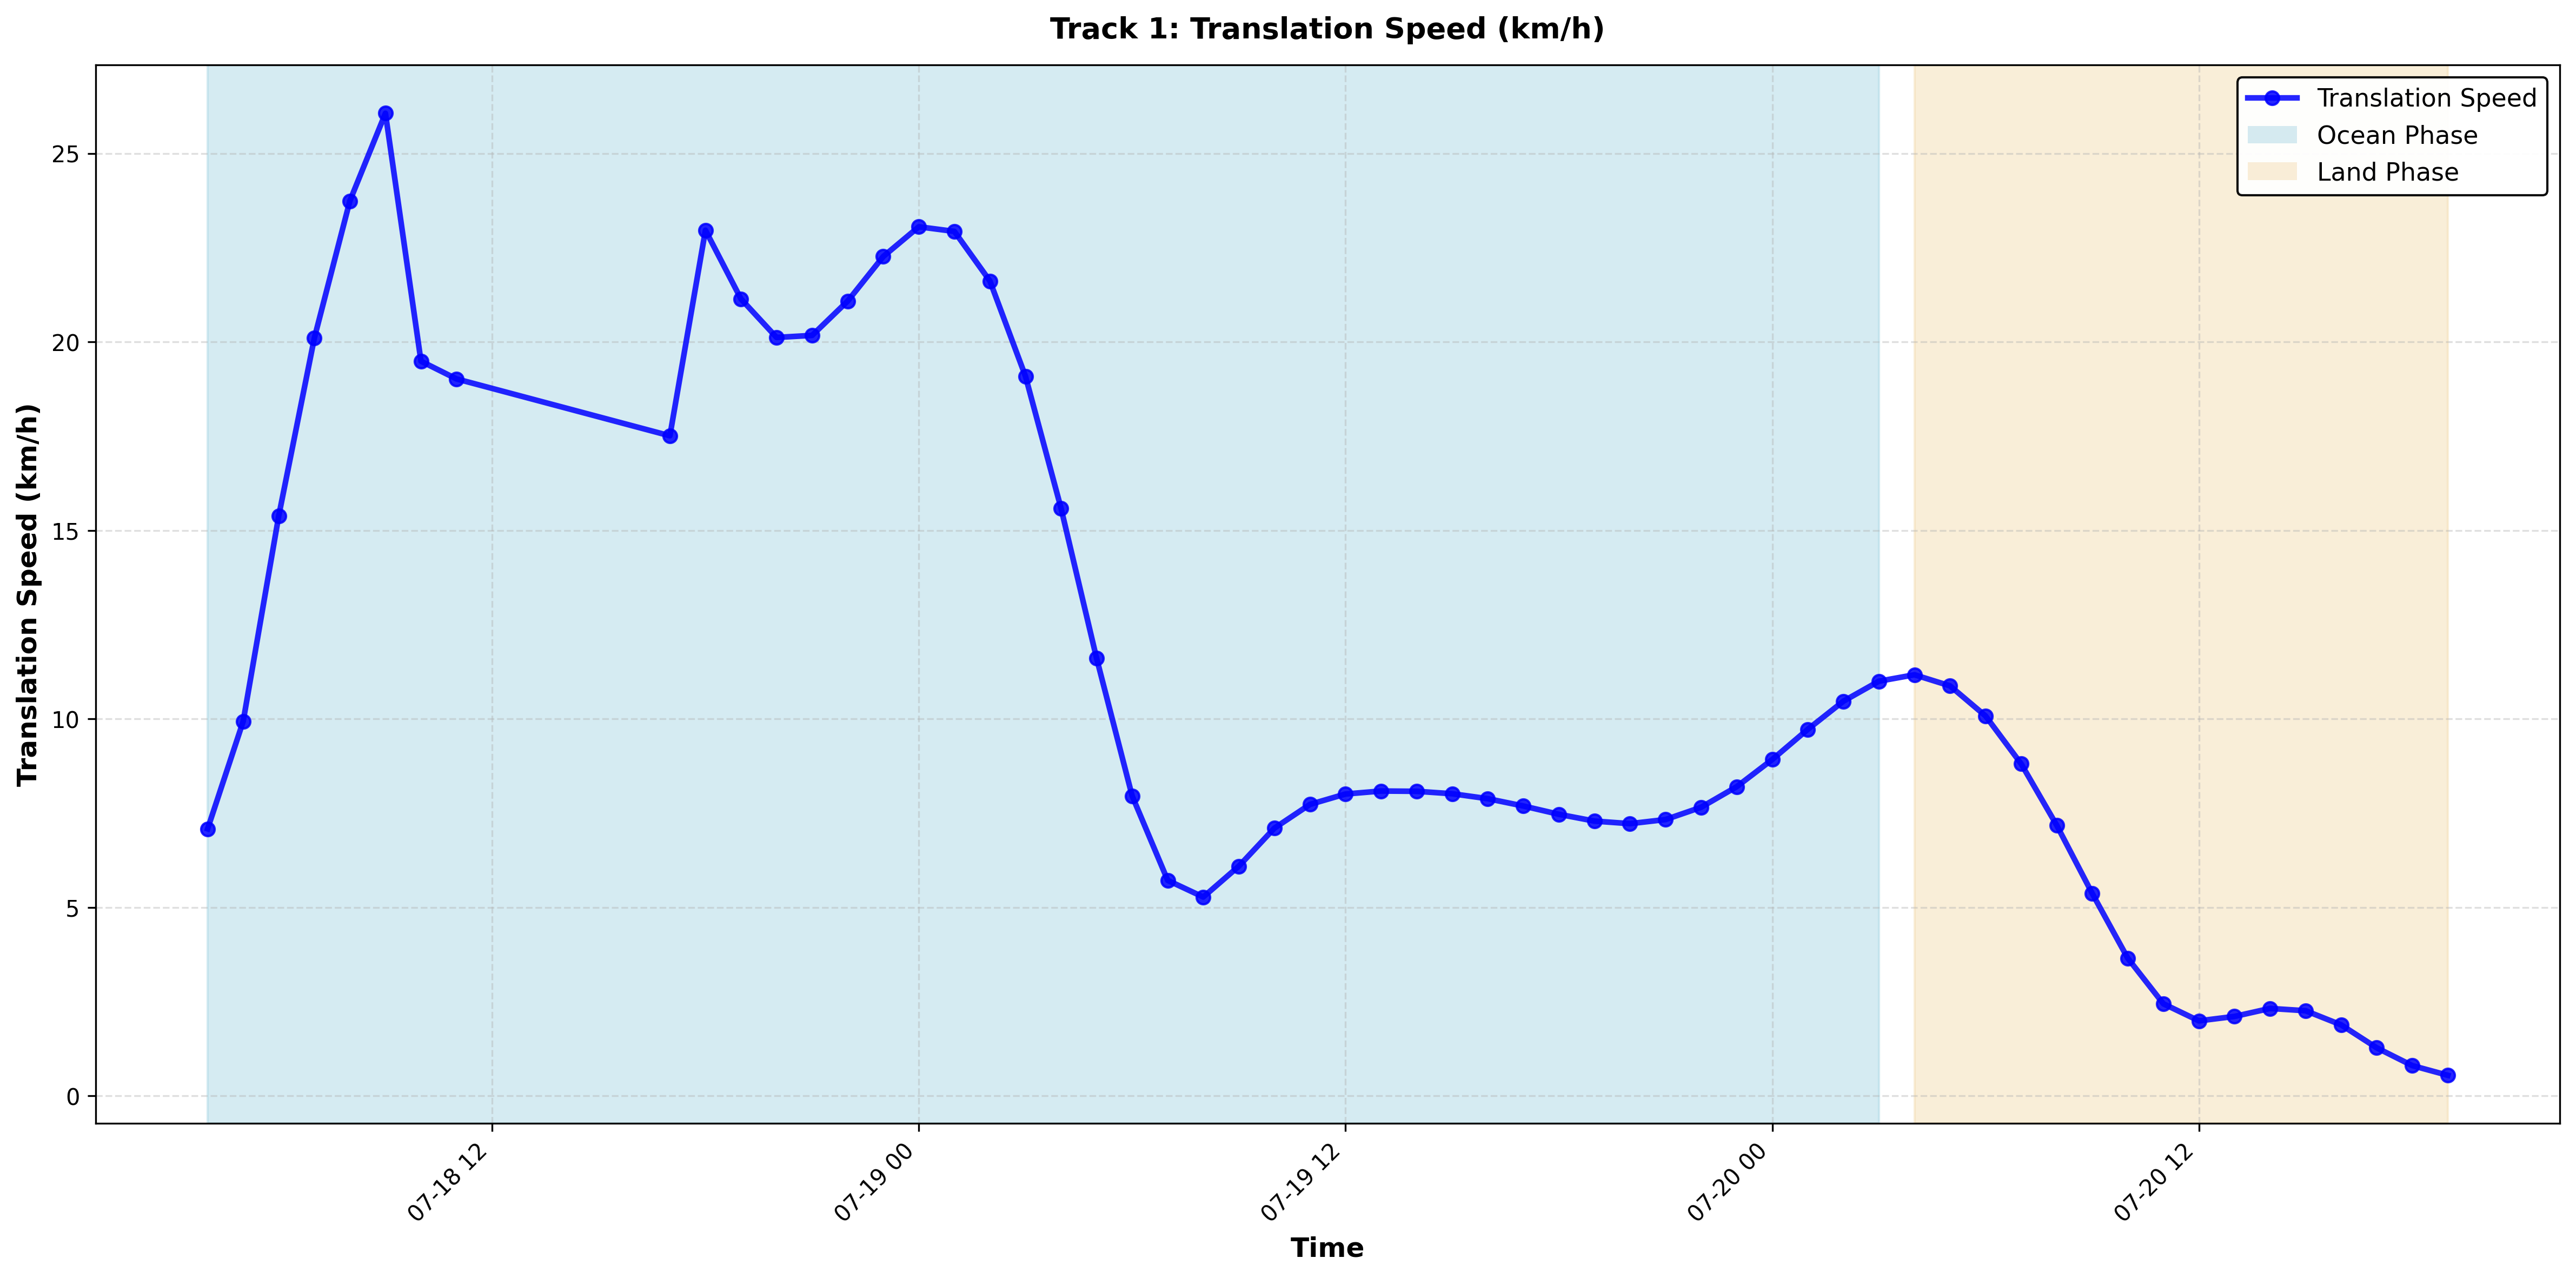 Track 1: Translation Speed (km/h)
Translation Speed
Ocean Phase
Land Phase
Translation Speed (km/h)
25
20
15
10
5
0
07-18 12
07-19 00
07-19 12
07-20 00
07-20 12
Time